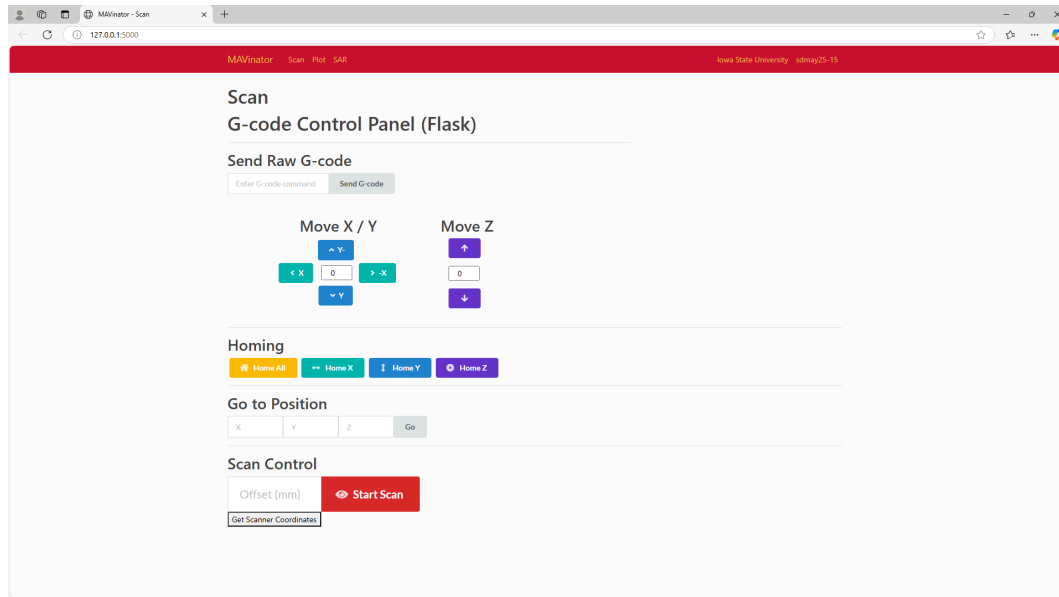 MAVinator - Scan
127.0.0.1:5000
MAVinator Scan Plot SAR Iowa State University sdmay25-15
Scan
G-code Control Panel (Flask)
Send Raw G-code
Enter G-code command Send G-code
Move X / Y Move Z
Y-
X 0 -X 0
Y
Homing
Home All Home X Home Y Home Z
Go to Position
X Y Z Go
Scan Control
Offset (mm) Start Scan
Get Scanner Coordinates